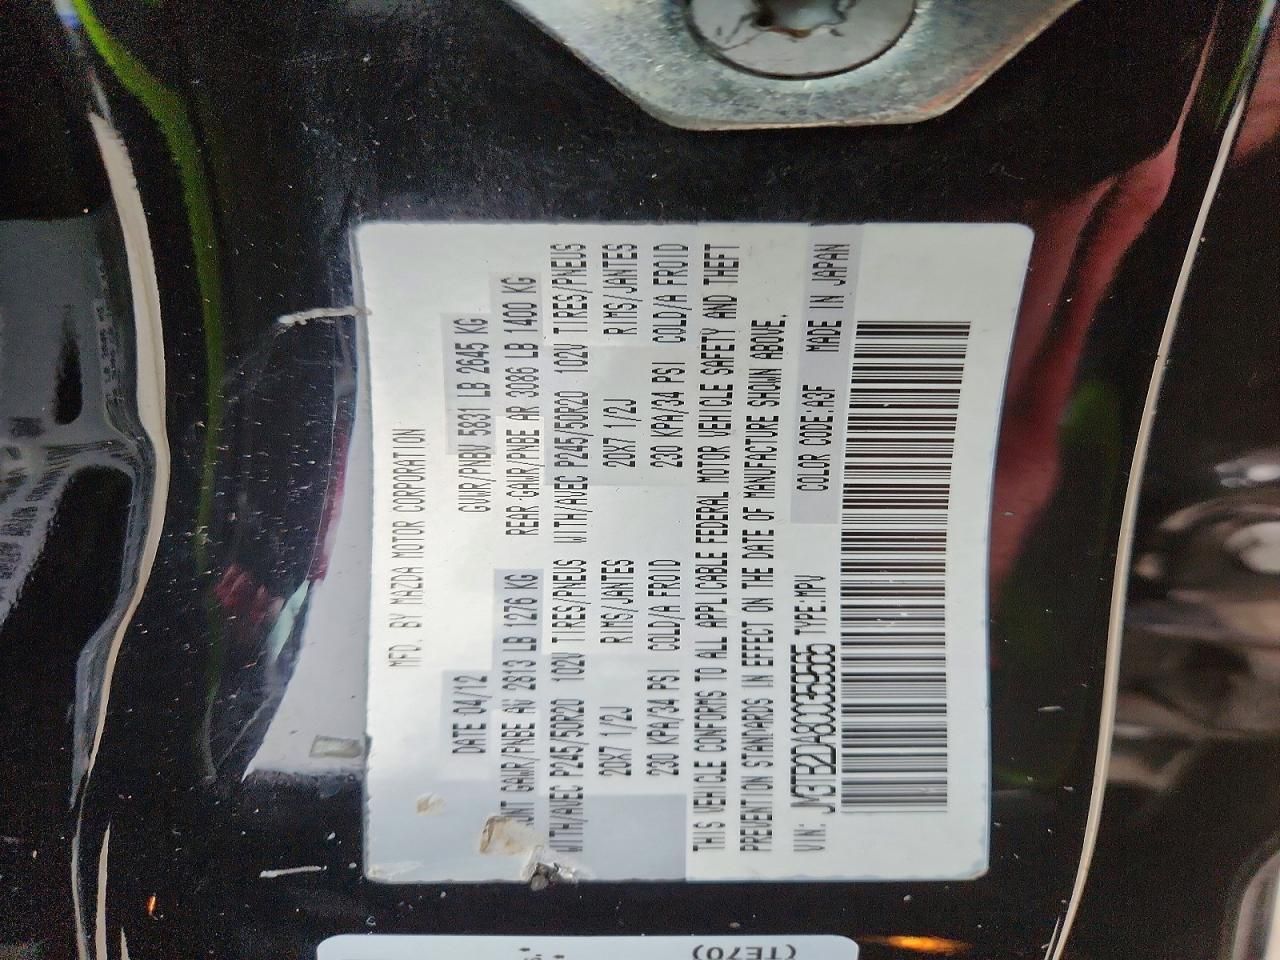 MFD. BY MAZDA MOTOR CORPORATION
DATE 04/12 GVWR/PNBV 5831 LB 2645 KG
GAWR/PNBE AV 2813 LB 1276 KG REAR GAWR/PNBE AR 3086 LB 1400 KG
WITH/AVEC P245/50R20 102V TIRES/PNEUS WITH/AVEC P245/50R20 102V TIRES/PNEUS
20X7 1/2J RIMS/JANTES 20X7 1/2J RIMS/JANTES
230 KPA/34 PSI COLD/A FROID 230 KPA/34 PSI COLD/A FROID
THIS VEHICLE CONFORMS TO ALL APPLICABLE FEDERAL MOTOR VEHICLE SAFETY AND THEFT
PREVENTION STANDARDS IN EFFECT ON THE DATE OF MANUFACTURE SHOWN ABOVE.
VIN: TYPE:MPV COLOR CODE:A3F MADE IN JAPAN
(TE70)